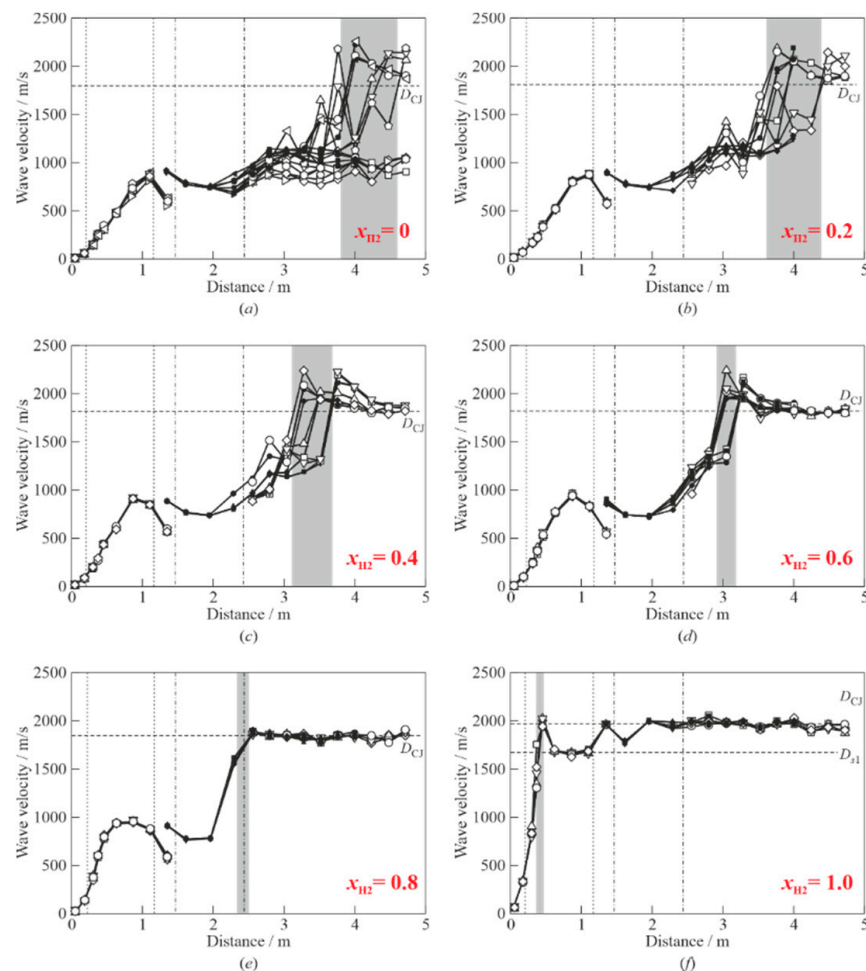 2500
2000
1500
1000
500
0
Wave velocity / m/s
D_CJ
x_H2 = 0
0 1 2 3 4 5
Distance / m
(a)
2500
2000
1500
1000
500
0
Wave velocity / m/s
D_CJ
x_H2 = 0.2
0 1 2 3 4 5
Distance / m
(b)
2500
2000
1500
1000
500
0
Wave velocity / m/s
D_CJ
x_H2 = 0.4
0 1 2 3 4 5
Distance / m
(c)
2500
2000
1500
1000
500
0
Wave velocity / m/s
D_CJ
x_H2 = 0.6
0 1 2 3 4 5
Distance / m
(d)
2500
2000
1500
1000
500
0
Wave velocity / m/s
D_CJ
x_H2 = 0.8
0 1 2 3 4 5
Distance / m
(e)
2500
2000
1500
1000
500
0
Wave velocity / m/s
D_CJ
D_s1
x_H2 = 1.0
0 1 2 3 4 5
Distance / m
(f)